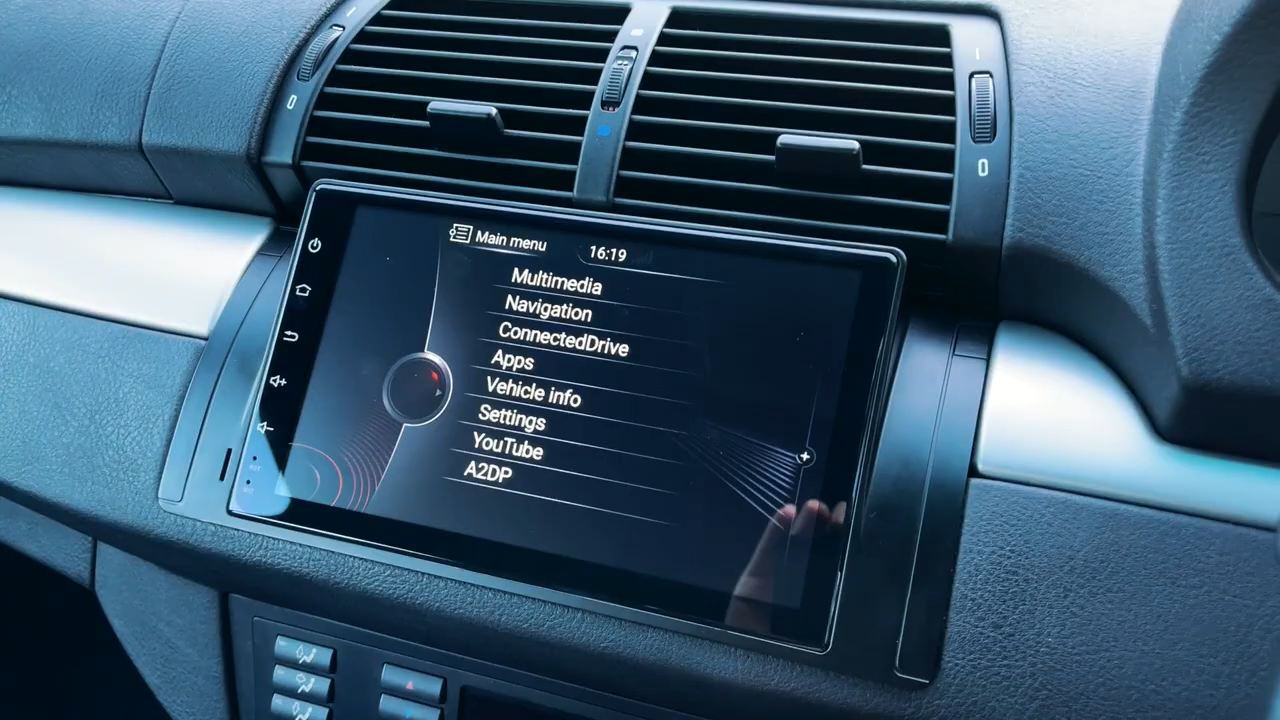 Main menu
16:19
Multimedia
Navigation
ConnectedDrive
Apps
Vehicle info
Settings
YouTube
A2DP